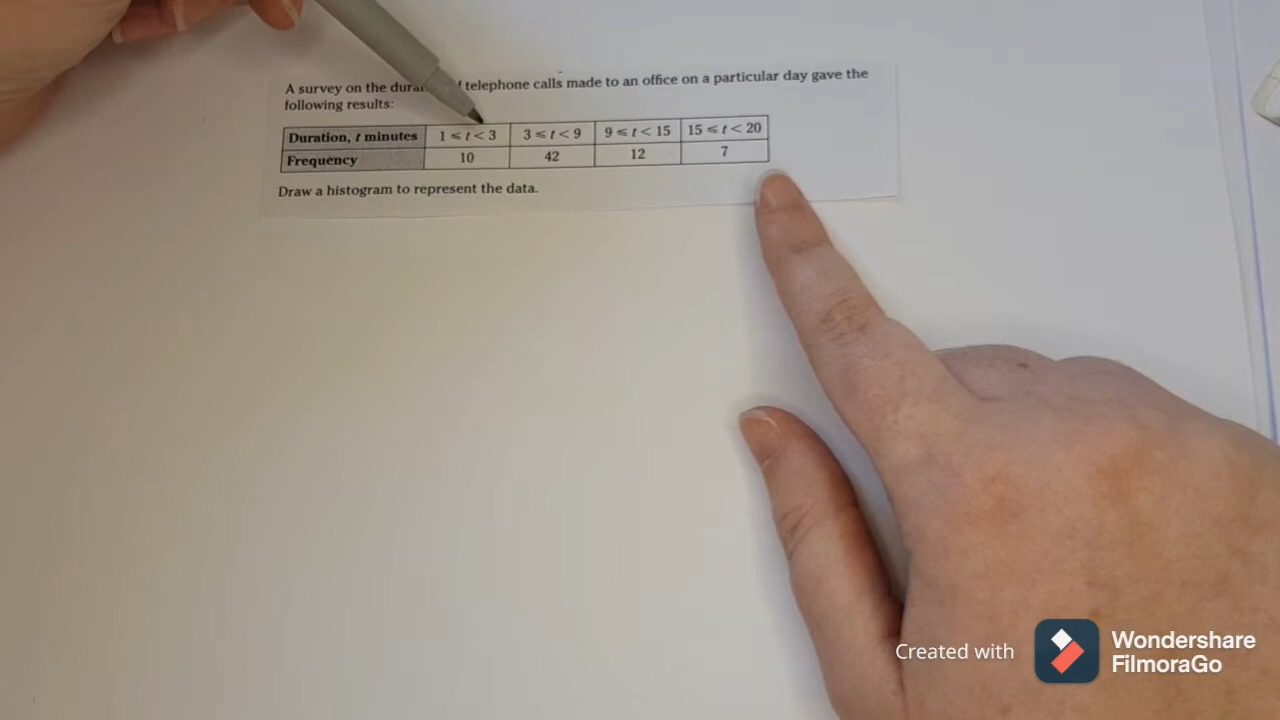 A survey on the telephone calls made to an office on a particular day gave the
following results:
Duration, t minutes 1 ⩽ t < 3 3 ⩽ t < 9 9 ⩽ t < 15 15 ⩽ t < 20
Frequency 10 42 12 7
Draw a histogram to represent the data.
Created with
Wondershare
FilmoraGo